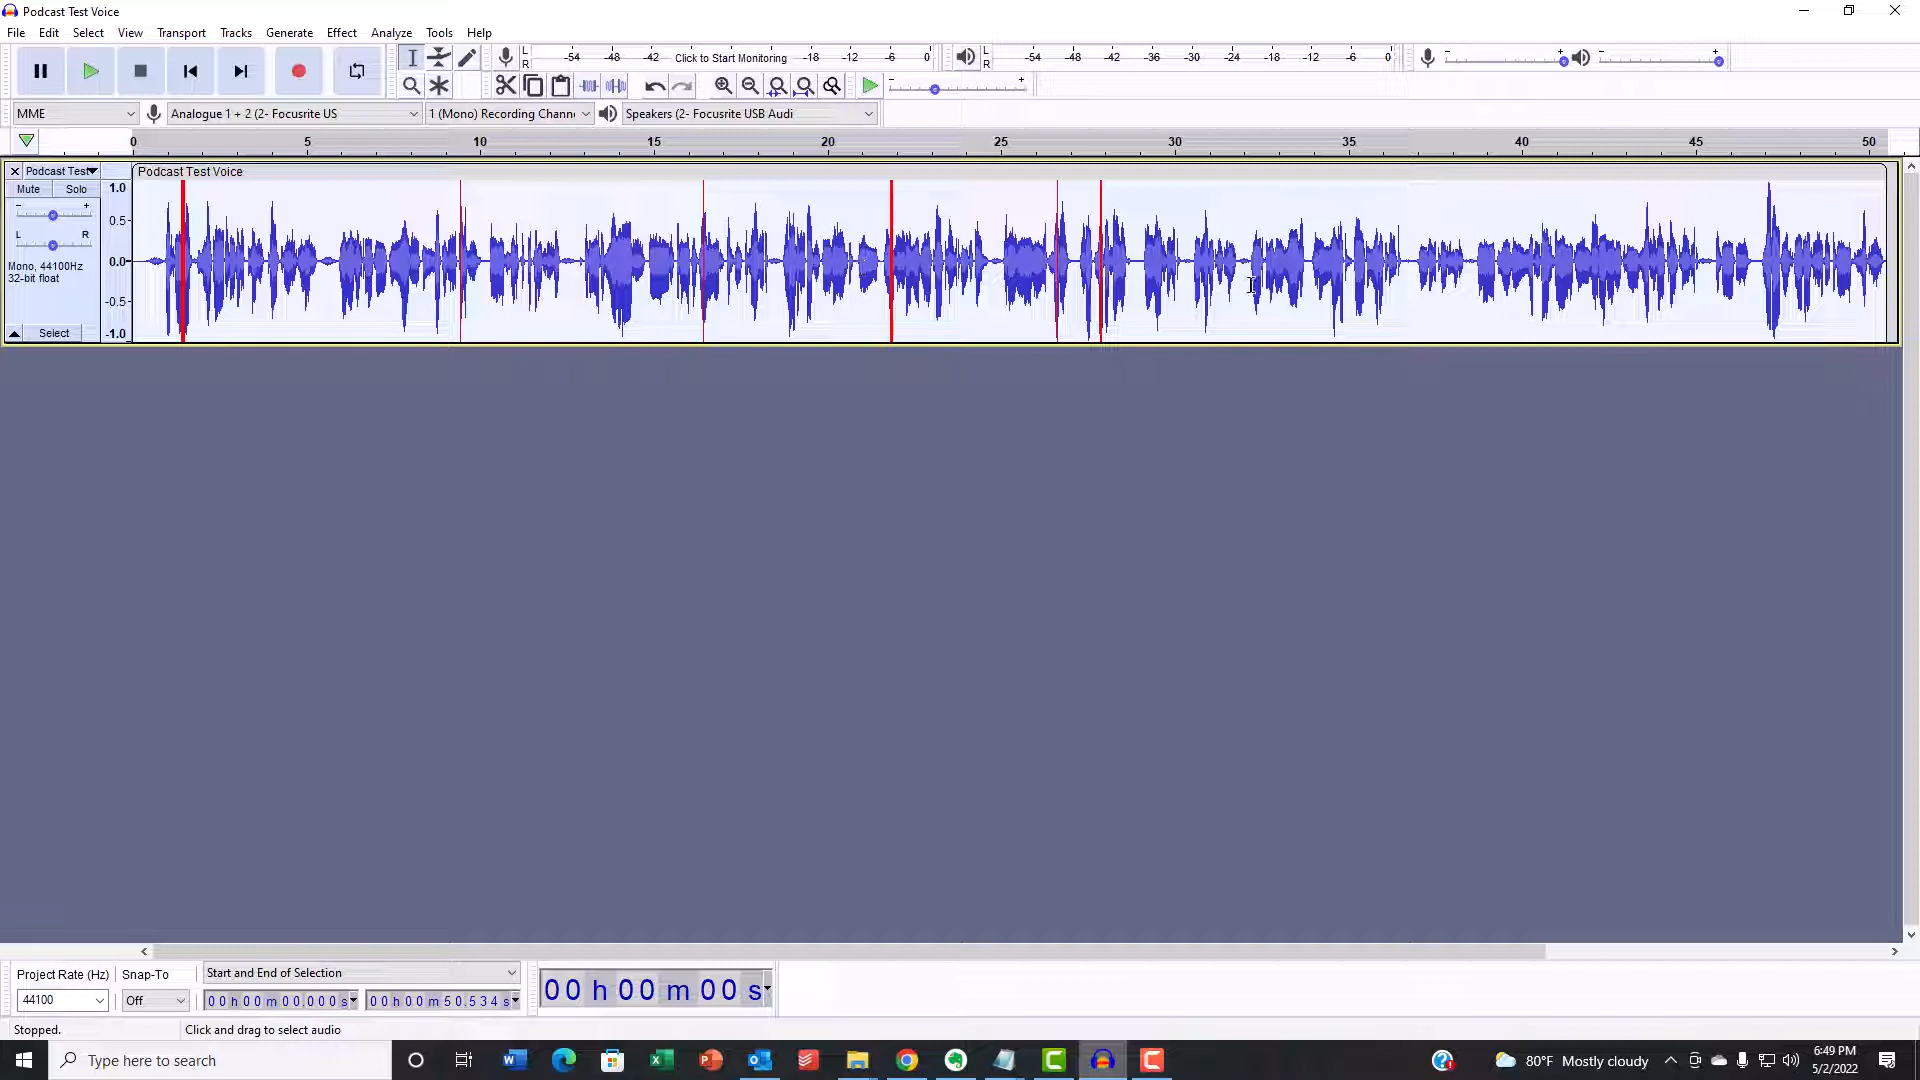 Podcast Test Voice
File Edit Select View Transport Tracks Generate Effect Analyze Tools Help
L R -54 -48 -42 Click to Start Monitoring -18 -12 -6 0
L R -54 -48 -42 -36 -30 -24 -18 -12 -6 0
- +
- +
- +
MME Analogue 1 + 2 (2- Focusrite US 1 (Mono) Recording Chann Speakers (2- Focusrite USB Audi
0 5 10 15 20 25 30 35 40 45 50
Podcast Test
Podcast Test Voice
Mute Solo
- +
L R
Mono, 44100Hz
32-bit float
Select
1.0
0.5
0.0
-0.5
-1.0
Project Rate (Hz) Snap-To Start and End of Selection
44100 Off 00 h 00 m 00.000 s 00 h 00 m 50.534 s
00 h 00 m 00 s
Stopped. Click and drag to select audio
Type here to search
80°F Mostly cloudy
6:49 PM
5/2/2022